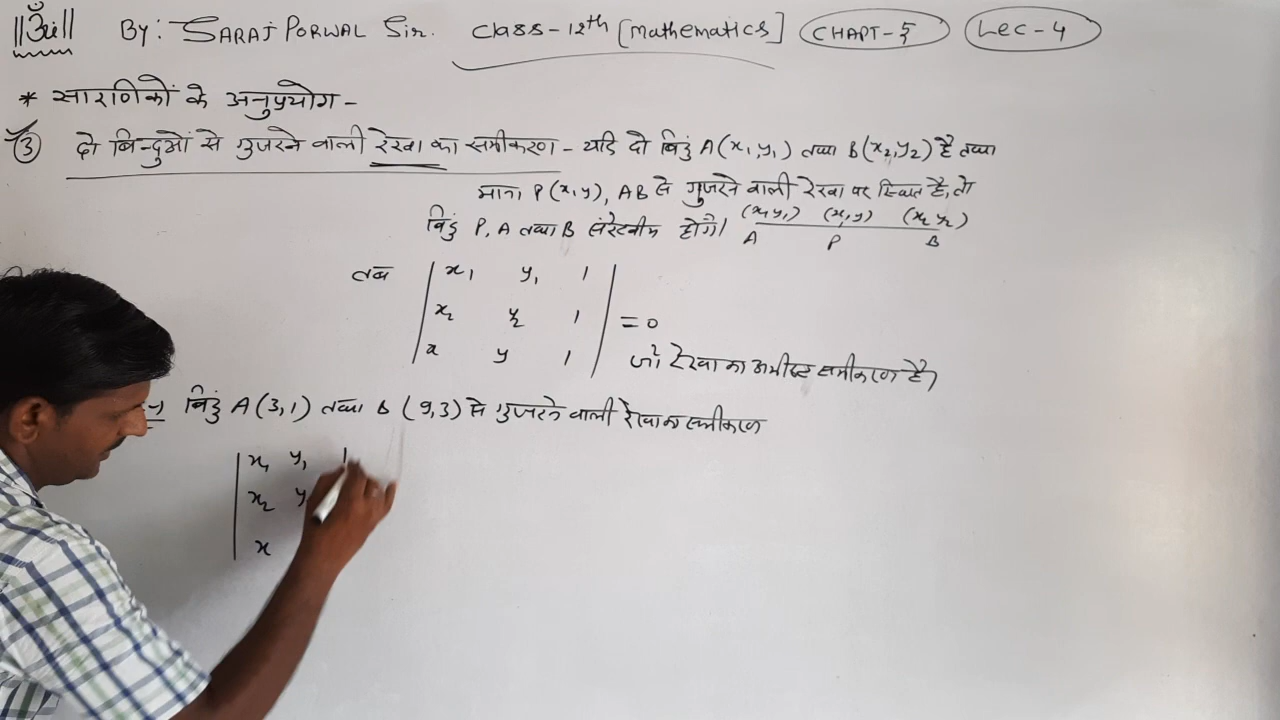 ॥ॐ॥ By: SARAJ PORWAL Sir. Class-12th [Mathematics] CHAPT-5 Lec-4
* सारणिकों के अनुप्रयोग -
③ दो बिन्दुओं से गुजरने वाली रेखा का समीकरण - यदि दो बिंदु A(x₁,y₁) तथा B(x₂,y₂) है तथा
माना P(x,y), AB से गुजरने वाली रेखा पर स्थित है, तो
बिंदु P, A तथा B संरेखीय होंगे। (x₁,y₁) (x,y) (x₂,y₂)
A P B
तब | x₁ y₁ 1 |
| x₂ y₂ 1 | = 0
| x y 1 | जो रेखा का अभीष्ट समीकरण है।
बिंदु A(3,1) तथा B(9,3) से गुजरने वाली रेखा का समीकरण
| x₁ y₁ 1
| x₂ y
| x